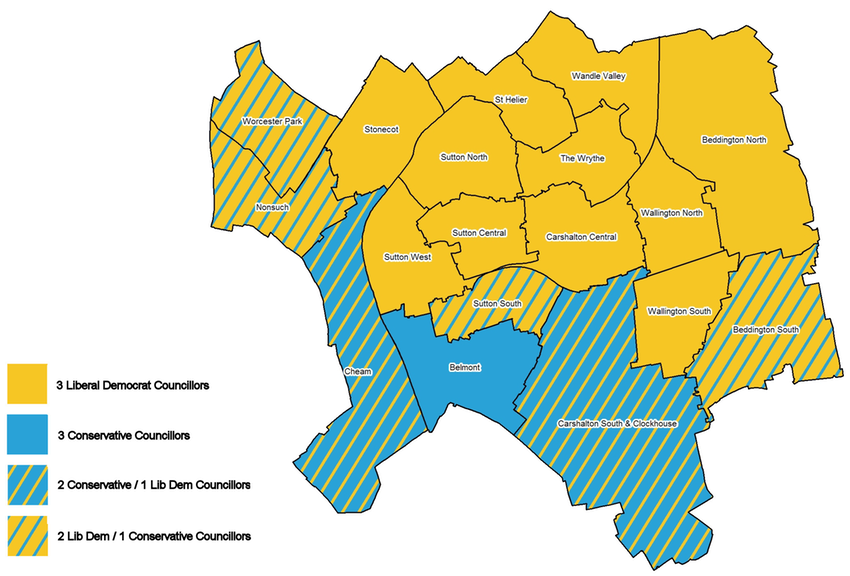 Wandle Valley
St Helier
Worcester Park
Stonecot
Beddington North
Sutton North
The Wrythe
Nonsuch
Wallington North
Sutton Central
Carshalton Central
Sutton West
Sutton South
Wallington South
Beddington South
Cheam
Belmont
3 Liberal Democrat Councillors
Carshalton South & Clockhouse
3 Conservative Councillors
2 Conservative / 1 Lib Dem Councillors
2 Lib Dem / 1 Conservative Councillors